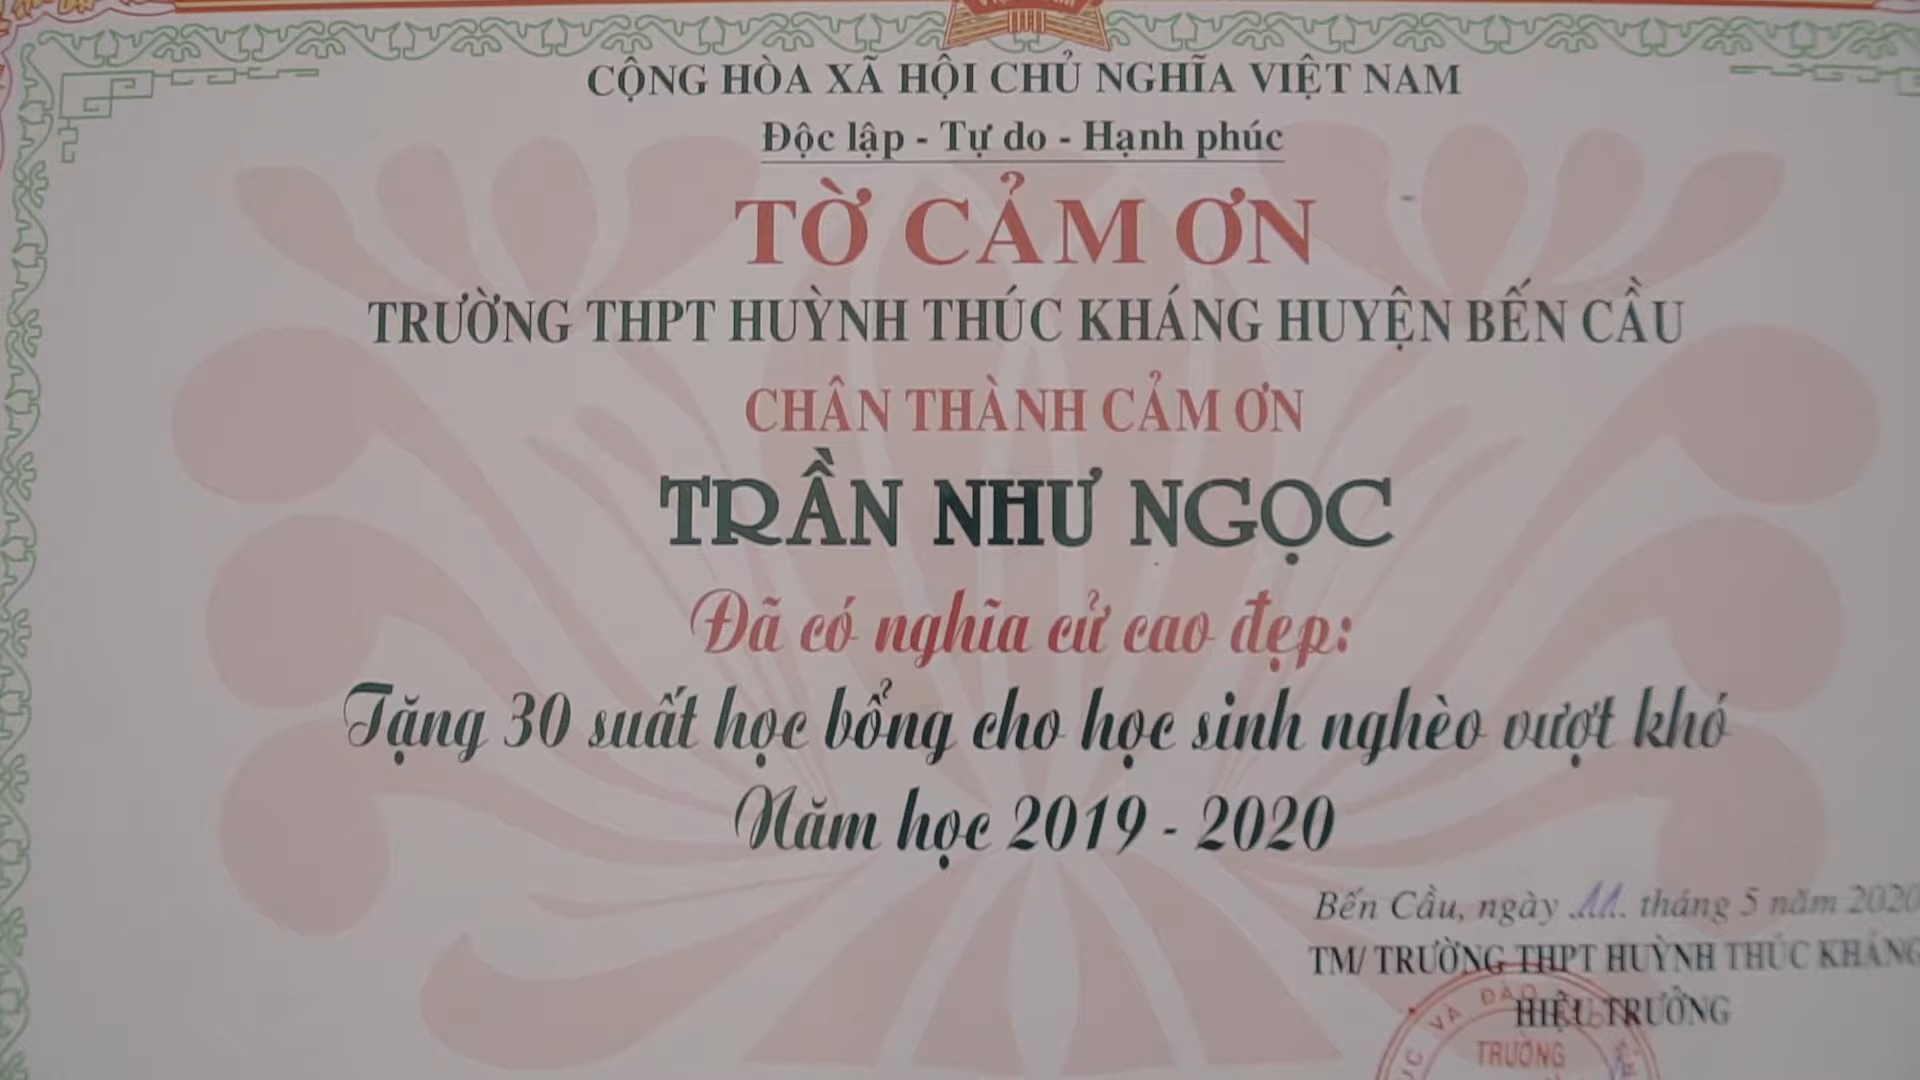 CỘNG HÒA XÃ HỘI CHỦ NGHĨA VIỆT NAM
Độc lập - Tự do - Hạnh phúc
TỜ CẢM ƠN
TRƯỜNG THPT HUỲNH THÚC KHÁNG HUYỆN BẾN CẦU
CHÂN THÀNH CẢM ƠN
TRẦN NHƯ NGỌC
Đã có nghĩa cử cao đẹp:
Tặng 30 suất học bổng cho học sinh nghèo vượt khó
Năm học 2019 - 2020
Bến Cầu, ngày .11. tháng 5 năm 2020
TM/ TRƯỜNG THPT HUỲNH THÚC KHÁNG
HIỆU TRƯỞNG
VÀ ĐÀO
TRƯỜNG